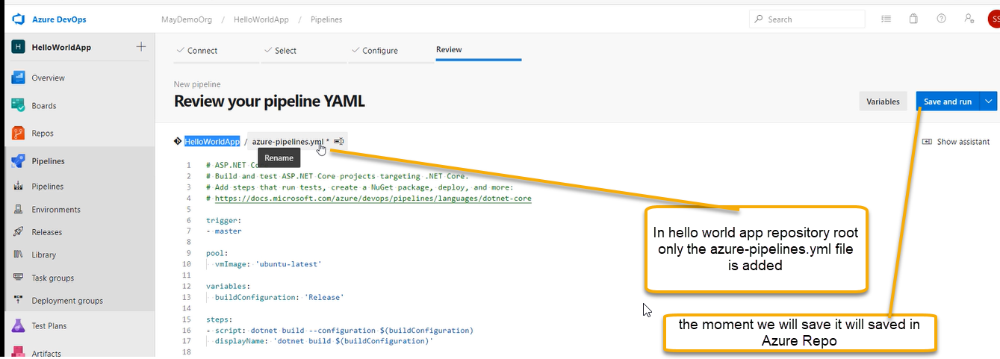 Azure DevOps
MayDemoOrg / HelloWorldApp / Pipelines
Search
SS
H HelloWorldApp
Overview
Boards
Repos
Pipelines
Pipelines
Environments
Releases
Library
Task groups
Deployment groups
Test Plans
Artifacts
Connect
Select
Configure
Review
New pipeline
Review your pipeline YAML
Variables
Save and run
HelloWorldApp / azure-pipelines.yml *
Show assistant
Rename
1 # ASP.NET Co
2 # Build and test ASP.NET Core projects targeting .NET Core.
3 # Add steps that run tests, create a NuGet package, deploy, and more:
4 # https://docs.microsoft.com/azure/devops/pipelines/languages/dotnet-core
5
6 trigger:
7 - master
8
9 pool:
10 vmImage: 'ubuntu-latest'
11
12 variables:
13 buildConfiguration: 'Release'
14
15 steps:
16 - script: dotnet build --configuration $(buildConfiguration)
17 displayName: 'dotnet build $(buildConfiguration)'
18
In hello world app repository root
only the azure-pipelines.yml file
is added
the moment we will save it will saved in
Azure Repo